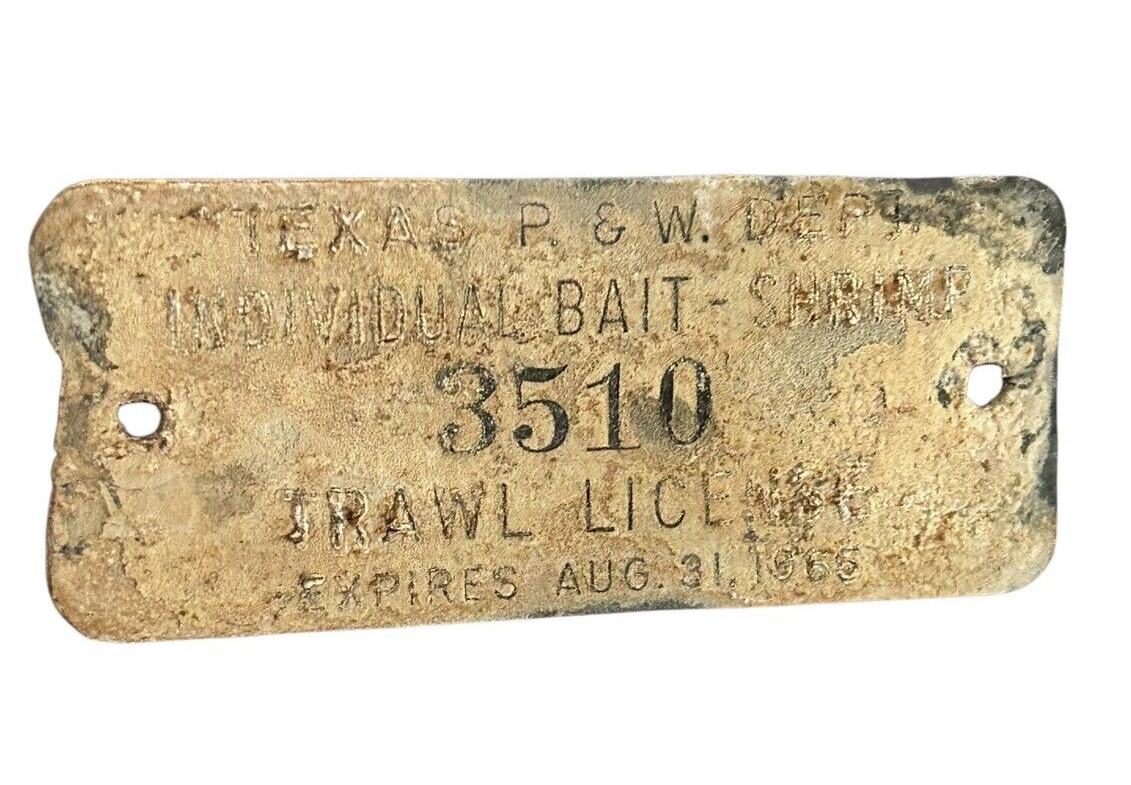 TEXAS P. & W. DEPT.
INDIVIDUAL BAIT - SHRIMP
3510
TRAWL LICENSE
EXPIRES AUG. 31, 1965